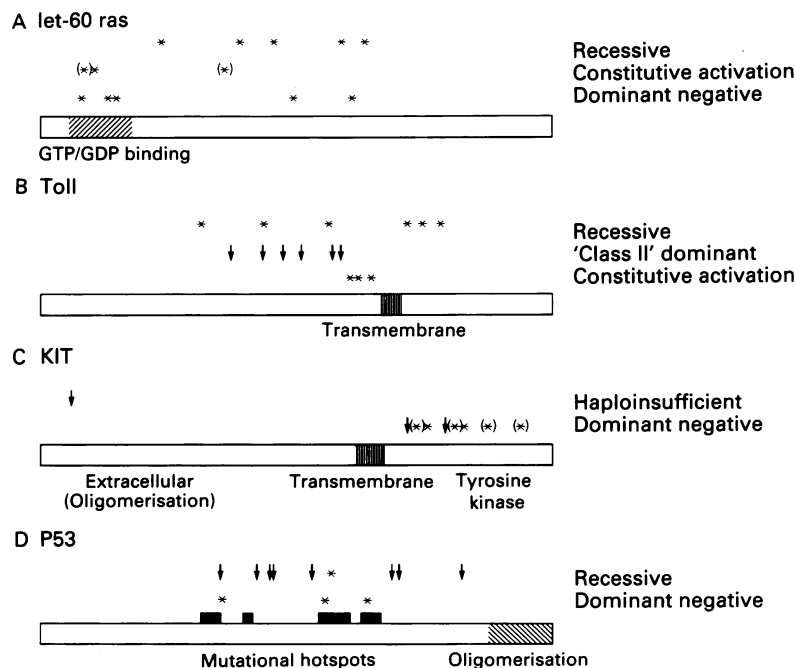 A let-60 ras
Recessive
Constitutive activation
Dominant negative
GTP/GDP binding
B Toll
Recessive
'Class II' dominant
Constitutive activation
Transmembrane
C KIT
Haploinsufficient
Dominant negative
Extracellular
(Oligomerisation)
Transmembrane
Tyrosine
kinase
D P53
Recessive
Dominant negative
Mutational hotspots
Oligomerisation